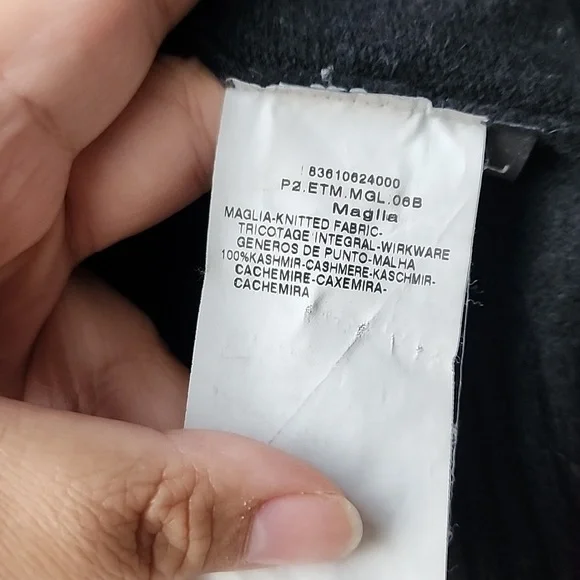 83610624000
P2.ETM.MGL.06B
Maglia
MAGLIA-KNITTED FABRIC-
TRICOTAGE INTEGRAL-WIRKWARE
GENEROS DE PUNTO-MALHA
100%KASHMIR-CASHMERE-KASCHMIR-
CACHEMIRE-CAXEMIRA-
CACHEMIRA